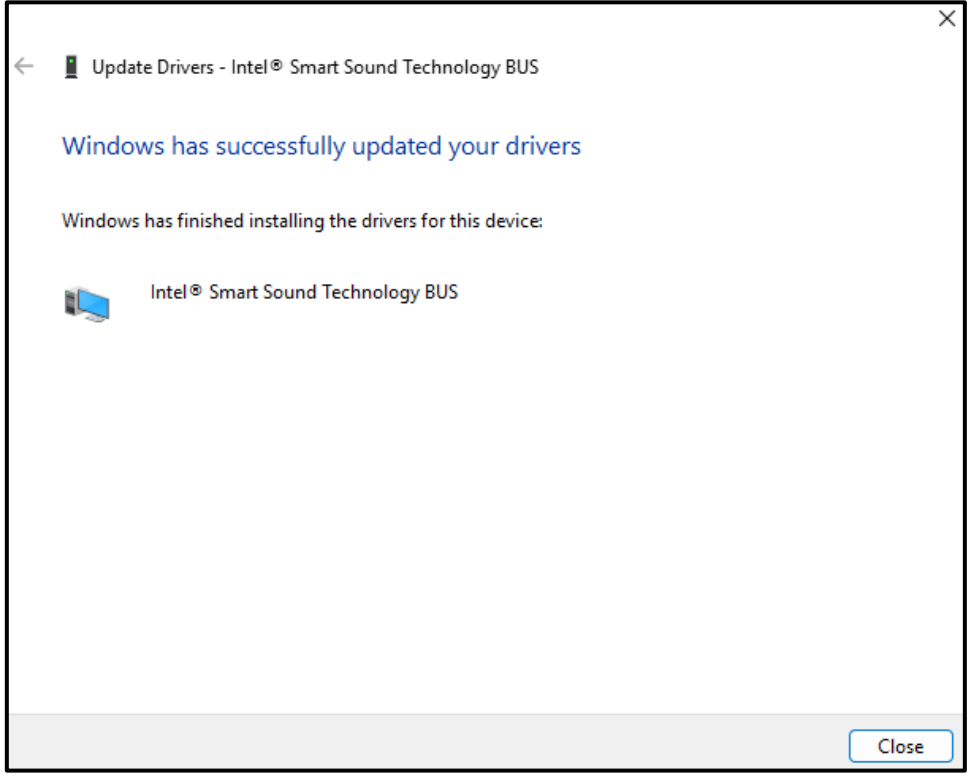 Update Drivers - Intel® Smart Sound Technology BUS
Windows has successfully updated your drivers
Windows has finished installing the drivers for this device:
Intel® Smart Sound Technology BUS
Close